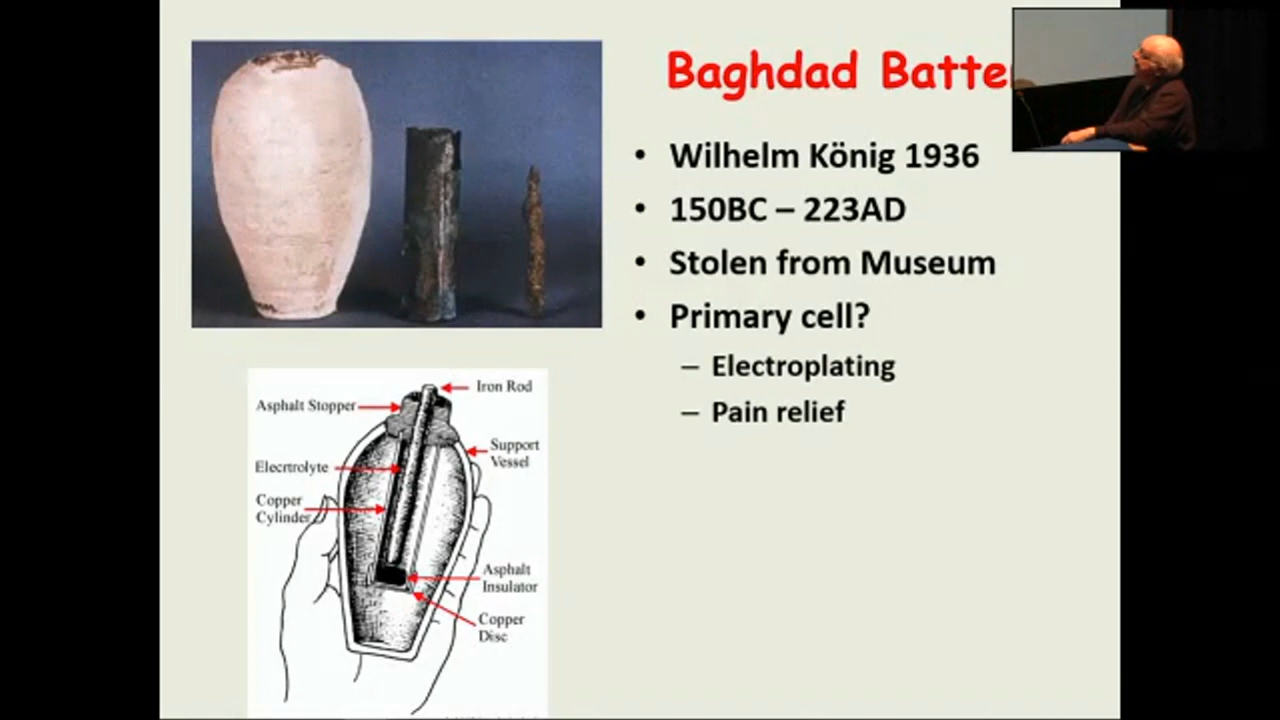 Baghdad Batte
• Wilhelm König 1936
• 150BC – 223AD
• Stolen from Museum
• Primary cell?
– Electroplating
– Pain relief
Iron Rod
Asphalt Stopper
Support
Vessel
Elecrtrolyte
Copper
Cylinder
Asphalt
Insulator
Copper
Disc